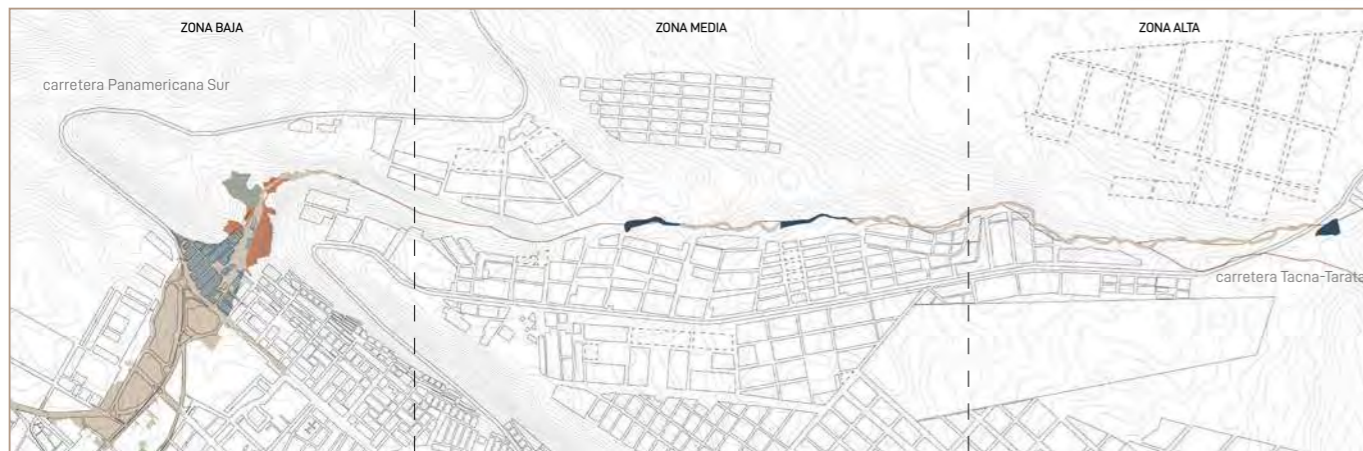 ZONA BAJA
ZONA MEDIA
ZONA ALTA
carretera Panamericana Sur
carretera Tacna-Tarata